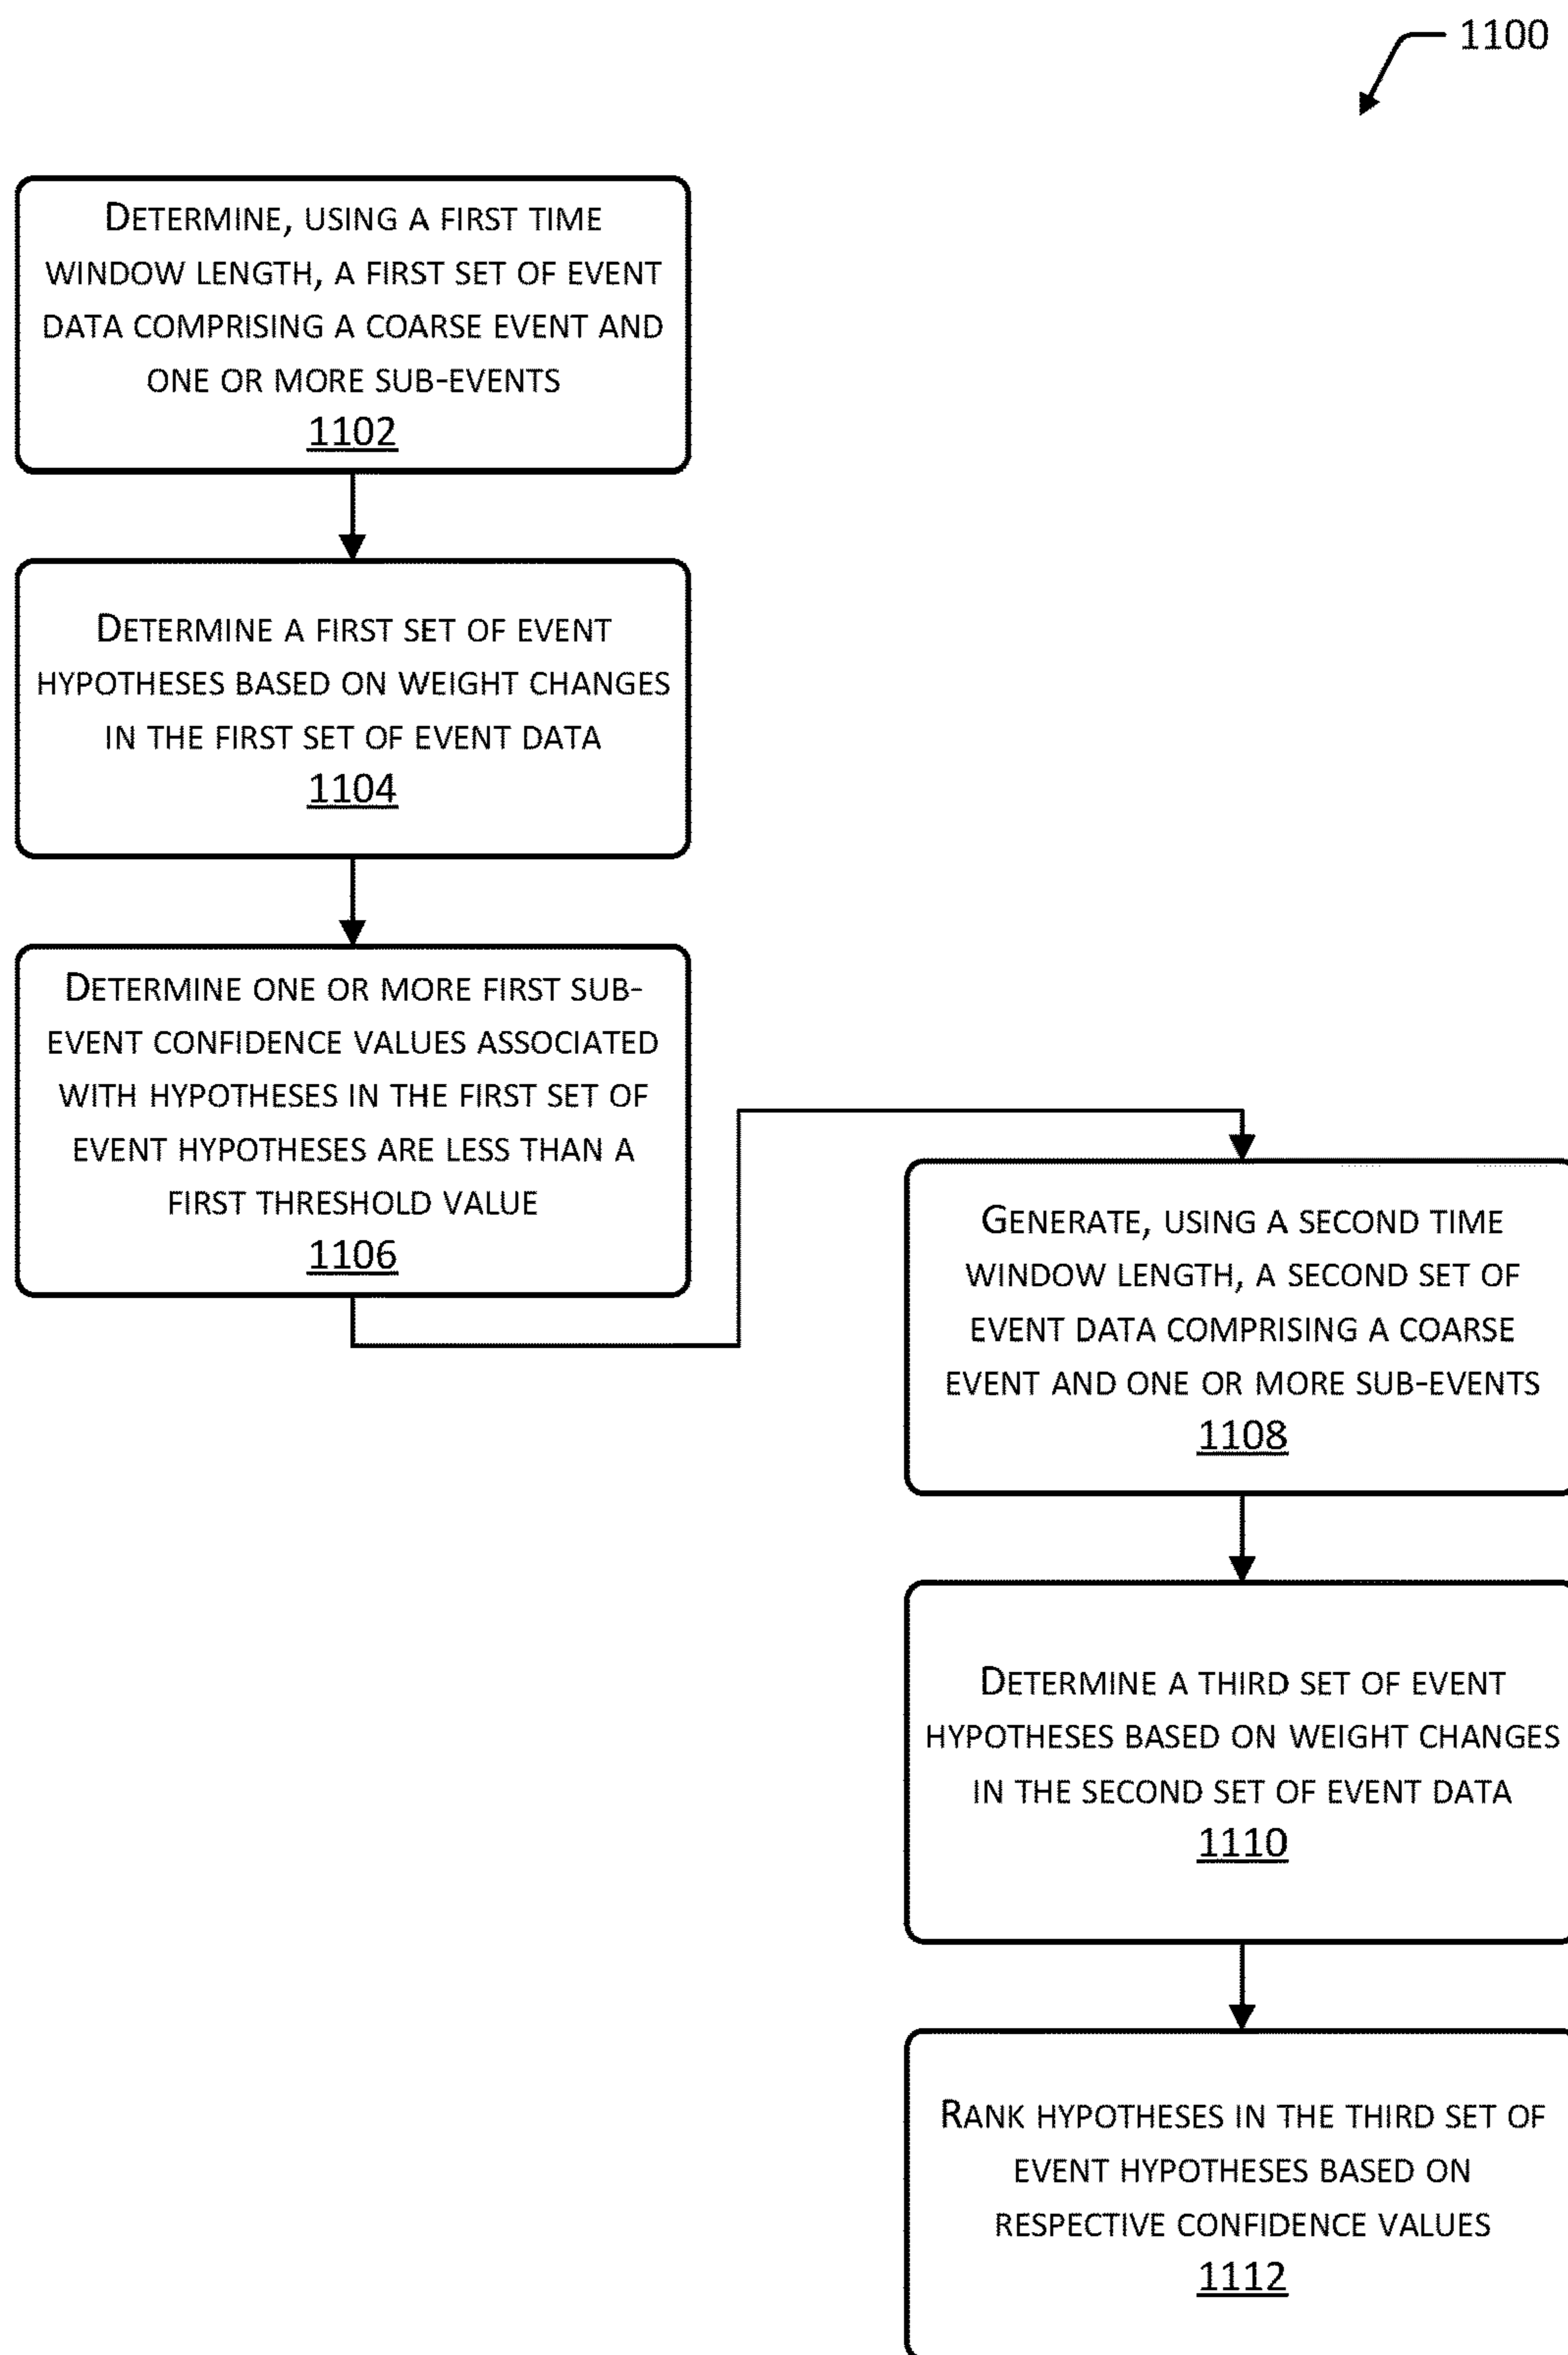 1100
DETERMINE, USING A FIRST TIME
WINDOW LENGTH, A FIRST SET OF EVENT
DATA COMPRISING A COARSE EVENT AND
ONE OR MORE SUB-EVENTS
1102
DETERMINE A FIRST SET OF EVENT
HYPOTHESES BASED ON WEIGHT CHANGES
IN THE FIRST SET OF EVENT DATA
1104
DETERMINE ONE OR MORE FIRST SUB-
EVENT CONFIDENCE VALUES ASSOCIATED
WITH HYPOTHESES IN THE FIRST SET OF
EVENT HYPOTHESES ARE LESS THAN A
FIRST THRESHOLD VALUE
1106
GENERATE, USING A SECOND TIME
WINDOW LENGTH, A SECOND SET OF
EVENT DATA COMPRISING A COARSE
EVENT AND ONE OR MORE SUB-EVENTS
1108
DETERMINE A THIRD SET OF EVENT
HYPOTHESES BASED ON WEIGHT CHANGES
IN THE SECOND SET OF EVENT DATA
1110
RANK HYPOTHESES IN THE THIRD SET OF
EVENT HYPOTHESES BASED ON
RESPECTIVE CONFIDENCE VALUES
1112